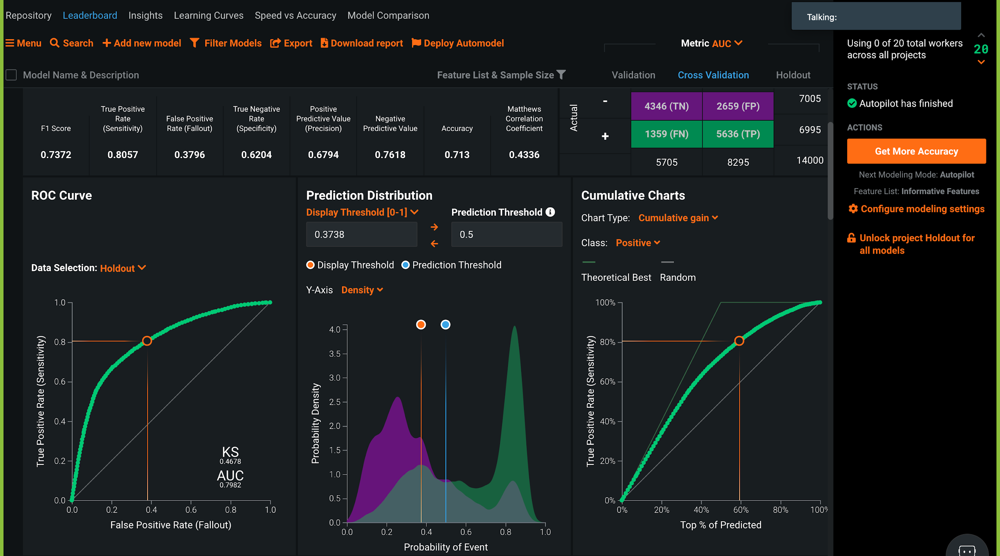 Repository Leaderboard Insights Learning Curves Speed vs Accuracy Model Comparison
Talking:
Menu Search Add new model Filter Models Export Download report Deploy Automodel
Metric AUC
Using 0 of 20 total workers
across all projects
20
Model Name & Description
Feature List & Sample Size
Validation Cross Validation Holdout
STATUS
Autopilot has finished
ACTIONS
Get More Accuracy
Next Modeling Mode: Autopilot
Feature List: Informative Features
Configure modeling settings
Unlock project Holdout for
all models
F1 Score
0.7372
True Positive
Rate
(Sensitivity)
0.8057
False Positive
Rate (Fallout)
0.3796
True Negative
Rate
(Specificity)
0.6204
Positive
Predictive Value
(Precision)
0.6794
Negative
Predictive Value
0.7618
Accuracy
0.713
Matthews
Correlation
Coefficient
0.4336
Actual
- 4346 (TN) 2659 (FP) 7005
+ 1359 (FN) 5636 (TP) 6995
5705 8295 14000
ROC Curve
Data Selection: Holdout
True Positive Rate (Sensitivity)
1.0
0.8
0.6
0.4
0.2
0.0
KS
0.4678
AUC
0.7982
0.0 0.2 0.4 0.6 0.8 1.0
False Positive Rate (Fallout)
Prediction Distribution
Display Threshold [0-1] Prediction Threshold
0.3738 0.5
Display Threshold Prediction Threshold
Y-Axis Density
Probability Density
4.0
3.5
3.0
2.5
2.0
1.5
1.0
0.5
0.0
0.0 0.2 0.4 0.6 0.8 1.0
Probability of Event
Cumulative Charts
Chart Type: Cumulative gain
Class: Positive
Theoretical Best Random
True Positive Rate (Sensitivity)
100%
80%
60%
40%
20%
0%
0% 20% 40% 60% 80% 100%
Top % of Predicted